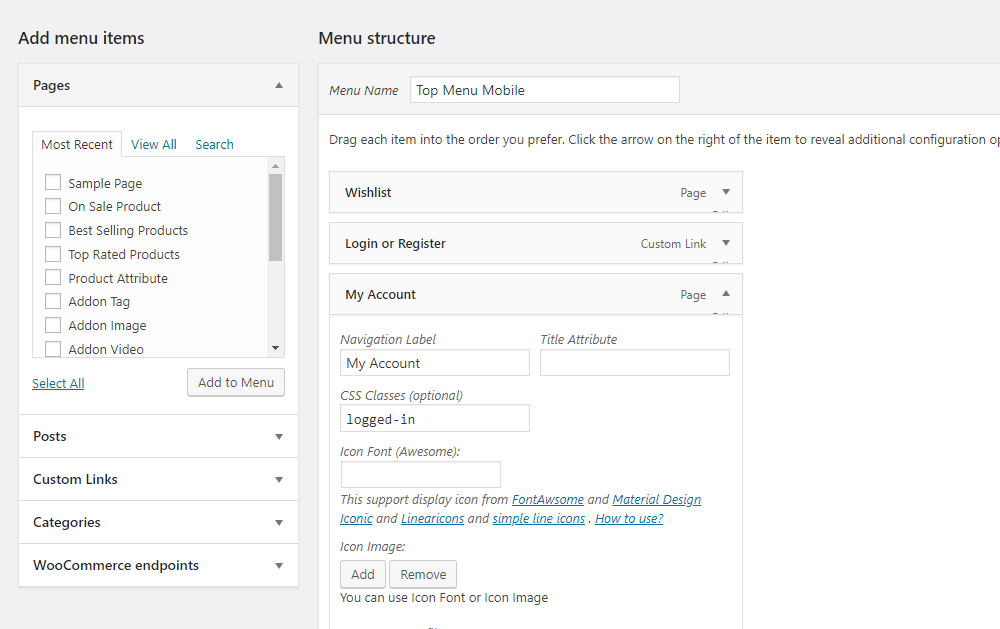 Add menu items
Menu structure
Pages
Most Recent View All Search
Sample Page
On Sale Product
Best Selling Products
Top Rated Products
Product Attribute
Addon Tag
Addon Image
Addon Video
Select All Add to Menu
Posts
Custom Links
Categories
WooCommerce endpoints
Menu Name Top Menu Mobile
Drag each item into the order you prefer. Click the arrow on the right of the item to reveal additional configuration
Wishlist Page
Login or Register Custom Link
My Account Page
Navigation Label Title Attribute
My Account
CSS Classes (optional)
logged-in
Icon Font (Awesome):
This support display icon from FontAwsome and Material Design
Iconic and Linearicons and simple line icons . How to use?
Icon Image:
Add Remove
You can use Icon Font or Icon Image